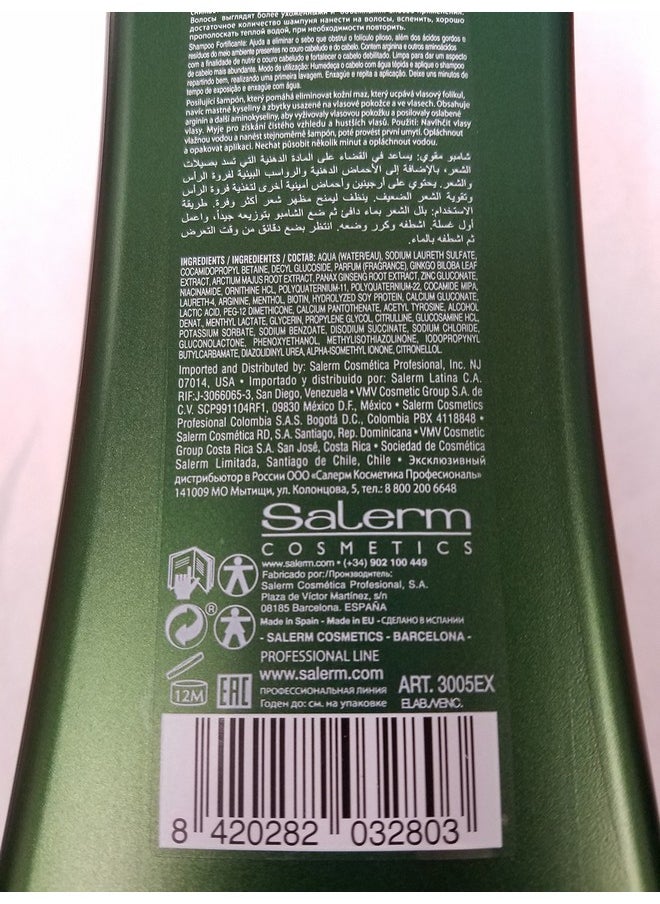 Волосы выглядят более ухоженными и
достаточное количество шампуня нанести на волосы, вспенить, хорошо
прополоскать теплой водой, при необходимости повторить.
Shampoo Fortificante: Ajuda a eliminar o sebo que obstrui o folículo piloso, além dos ácidos gordos e
resíduos do meio ambiente presentes no couro cabeludo e do cabelo. Contém arginina e outros aminoácidos
com a finalidade de nutrir o couro cabeludo e fortalecer o cabelo debilitado. Limpa para dar um aspecto
de cabelo mais abundante. Modo de utilização: Humedeça o cabelo com água tépida e aplique o shampoo
repartindo bem, realizando uma primeira lavagem. Enxagúe e repita a aplicação. Deixe uns minutos de
tempo de exposição e enxagúe com água.
Posilující šampón, který pomáhá eliminovat kožní maz, který ucpává vlasový folikul,
navíc mastné kyseliny a zbytky usazené na vlasové pokožce a ve vlasech. Obsahuje
arginin a další aminokyseliny, aby vyživovaly vlasovou pokožku a posilovaly oslabené
vlasy. Myje pro získání čistého vzhledu a hustších vlasů. Použití: Navlhčit vlasy
vlažnou vodou a nanést stejnoměrně šampón, poté provést první umytí. Opláchnout
a opakovat aplikaci. Nechat působit několik minut a opláchnout vodou.
شامبو مقوي: يساعد في القضاء على المادة الدهنية التي تسد بصيلات
الشعر، بالإضافة إلى الأحماض الدهنية والرواسب البيئية لفروة الرأس
والشعر. يحتوي على أرجينين وأحماض أمينية أخرى لتغذية فروة الرأس
وتقوية الشعر الضعيف. ينظف ليمنح مظهر شعر أكثر وفرة. طريقة
الاستخدام: بلل الشعر بماء دافئ ثم ضع الشامبو بتوزيعه جيداً، واعمل
أول غسلة. اشطفه وكرر وضعه. انتظر بضع دقائق من وقت التعرض
ثم اشطفه بالماء.
INGREDIENTS / INGREDIENTES / СОСТАВ: AQUA (WATER/EAU), SODIUM LAURETH SULFATE,
COCAMIDOPROPYL BETAINE, DECYL GLUCOSIDE, PARFUM (FRAGRANCE), GINKGO BILOBA LEAF
EXTRACT, ARCTIUM MAJUS ROOT EXTRACT, PANAX GINSENG ROOT EXTRACT, ZINC GLUCONATE,
NIACINAMIDE, ORNITHINE HCL, POLYQUATERNIUM-11, POLYQUATERNIUM-22, COCAMIDE MIPA,
LAURETH-4, ARGININE, MENTHOL, BIOTIN, HYDROLYZED SOY PROTEIN, CALCIUM GLUCONATE,
LACTIC ACID, PEG-12 DIMETHICONE, CALCIUM PANTOTHENATE, ACETYL TYROSINE, ALCOHOL
DENAT., MENTHYL LACTATE, GLYCERIN, PROPYLENE GLYCOL, CITRULLINE, GLUCOSAMINE HCL,
POTASSIUM SORBATE, SODIUM BENZOATE, DISODIUM SUCCINATE, SODIUM CHLORIDE,
GLUCONOLACTONE, PHENOXYETHANOL, METHYLISOTHIAZOLINONE, IODOPROPYNYL
BUTYLCARBAMATE, DIAZOLIDINYL UREA, ALPHA-ISOMETHYL IONONE, CITRONELLOL.
Imported and Distributed by: Salerm Cosmética Profesional, Inc. NJ
07014, USA • Importado y distribuido por: Salerm Latina C.A.
RIF:J-3066065-3, San Diego, Venezuela • VMV Cosmetic Group S.A. de
C.V. SCP991104RF1, 09830 México D.F., México • Salerm Cosmetics
Profesional Colombia S.A.S. Bogotá D.C., Colombia PBX 4118848 •
Salerm Cosmética RD, S.A. Santiago, Rep. Dominicana • VMV Cosmetic
Group Costa Rica S.A. San José, Costa Rica • Sociedad de Cosmética
Salerm Limitada, Santiago de Chile, Chile • Эксклюзивный
дистрибьютор в России ООО «Салерм Косметика Професиональ»
141009 МО Мытищи, ул. Колонцова, 5, тел.: 8 800 200 6648
Salerm
COSMETICS
www.salerm.com • (+34) 902 100 449
Fabricado por:/Производитель:
Salerm Cosmética Profesional, S.A.
Plaza de Víctor Martínez, s/n
08185 Barcelona. ESPAÑA
Made in Spain - Made in EU - СДЕЛАНО В ИСПАНИИ
- SALERM COSMETICS - BARCELONA -
PROFESSIONAL LINE
www.salerm.com
ПРОФЕССИОНАЛЬНАЯ ЛИНИЯ
Годен до: см. на упаковке
ART. 3005EX
ELAB./VENC.
®
12M
EAC
8 420282 032803